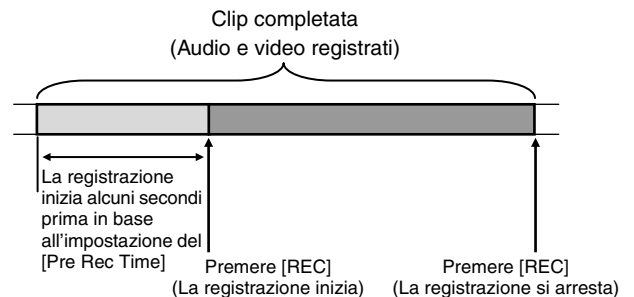 Clip completata
(Audio e video registrati)
La registrazione
inizia alcuni secondi
prima in base
all'impostazione del
[Pre Rec Time]
Premere [REC]
(La registrazione inizia)
Premere [REC]
(La registrazione si arresta)